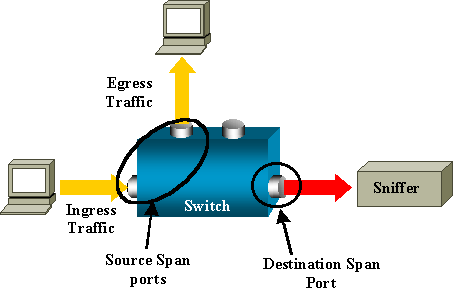 Egress
Traffic
Ingress
Traffic
Switch
Sniffer
Source Span
ports
Destination Span
Port